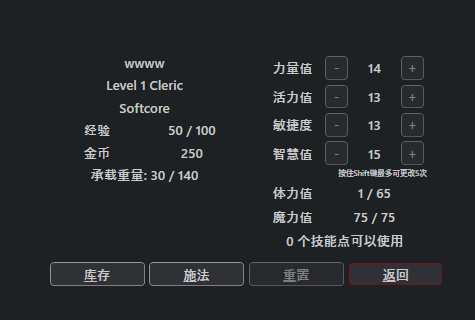 wwww
Level 1 Cleric
Softcore
经验 50 / 100
金币 250
承载重量: 30 / 140
力量值 - 14 +
活力值 - 13 +
敏捷度 - 13 +
智慧值 - 15 +
按住Shift键最多可更改5次
体力值 1 / 65
魔力值 75 / 75
0 个技能点可以使用
库存 施法 重置 返回